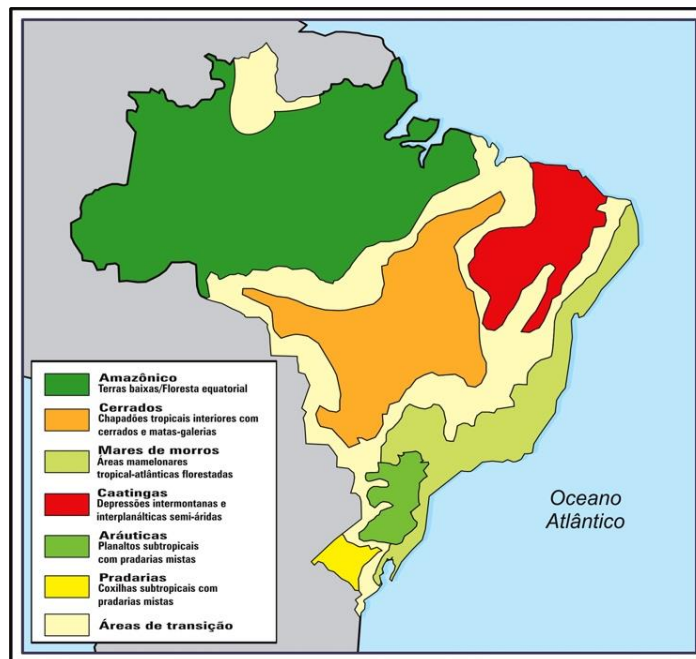 Amazônico
Terras baixas/Floresta equatorial
Cerrados
Chapadões tropicais interiores com
cerrados e matas-galerias
Mares de morros
Áreas mamelonares
tropical-atlânticas florestadas
Caatingas
Depressões intermontanas e
interplanálticas semi-áridas
Aráuticas
Planaltos subtropicais
com pradarias mistas
Pradarias
Coxilhas subtropicais com
pradarias mistas
Áreas de transição
Oceano
Atlântico